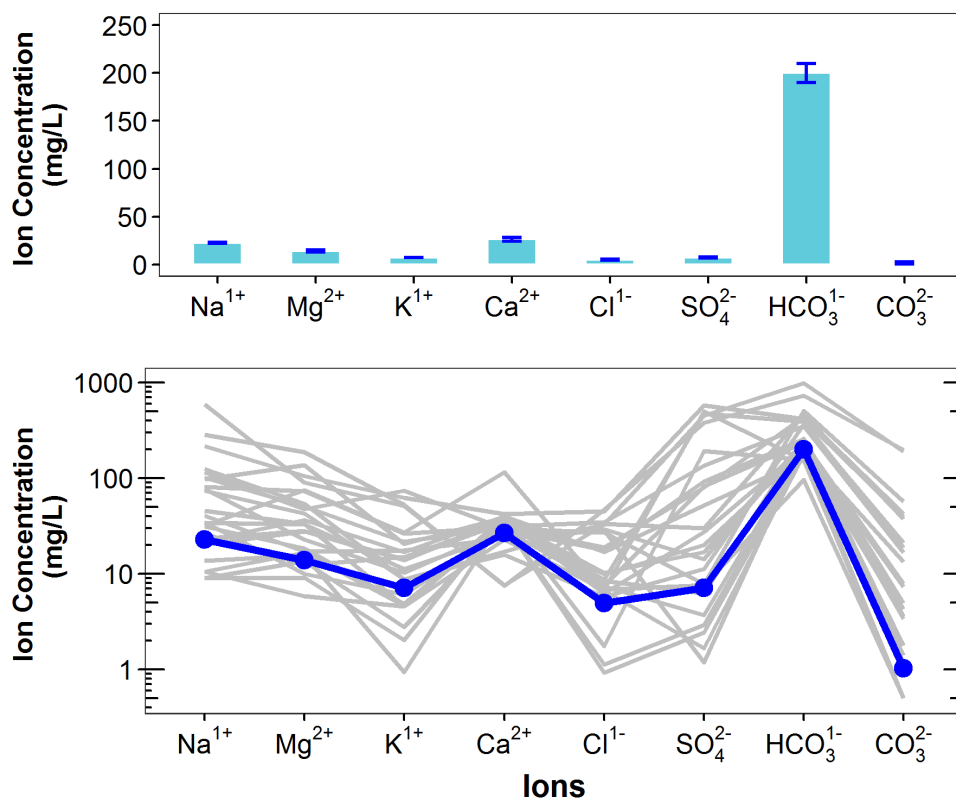 Ion Concentration
(mg/L)
250
200
150
100
50
0
Na¹⁺ Mg²⁺ K¹⁺ Ca²⁺ Cl¹⁻ SO₄²⁻ HCO₃¹⁻ CO₃²⁻
Ion Concentration
(mg/L)
1000
100
10
1
Na¹⁺ Mg²⁺ K¹⁺ Ca²⁺ Cl¹⁻ SO₄²⁻ HCO₃¹⁻ CO₃²⁻
Ions